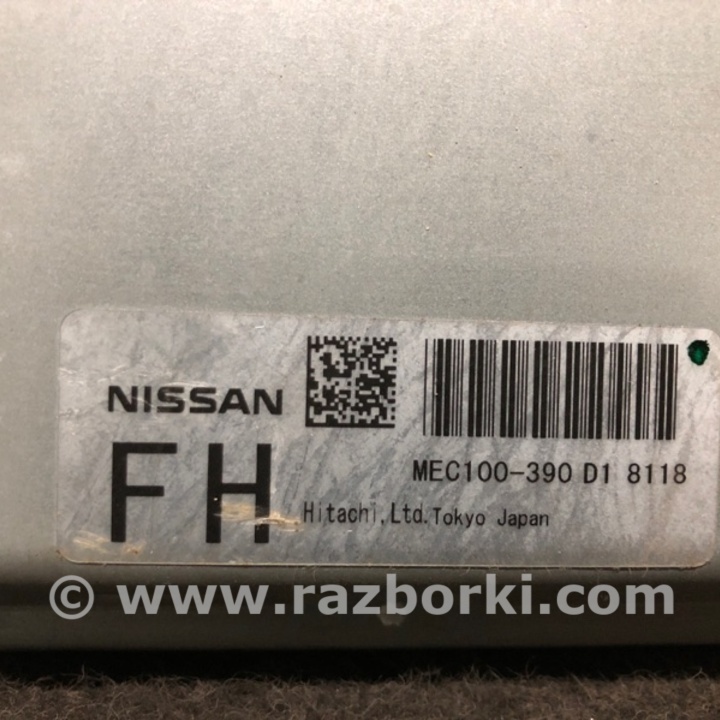 NISSAN
FH
MEC100-390 D1 8118
Hitachi,Ltd.Tokyo Japan
© www.razborki.com